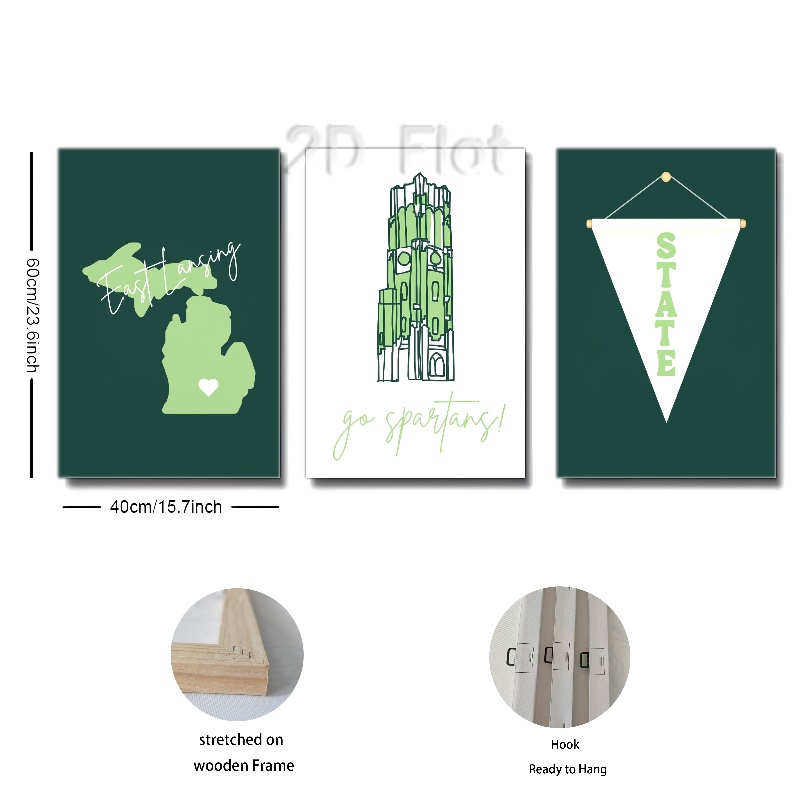 2D Flat
East Lansing
go spartans!
STATE
60cm/23.6inch
40cm/15.7inch
stretched on
wooden Frame
Hook
Ready to Hang